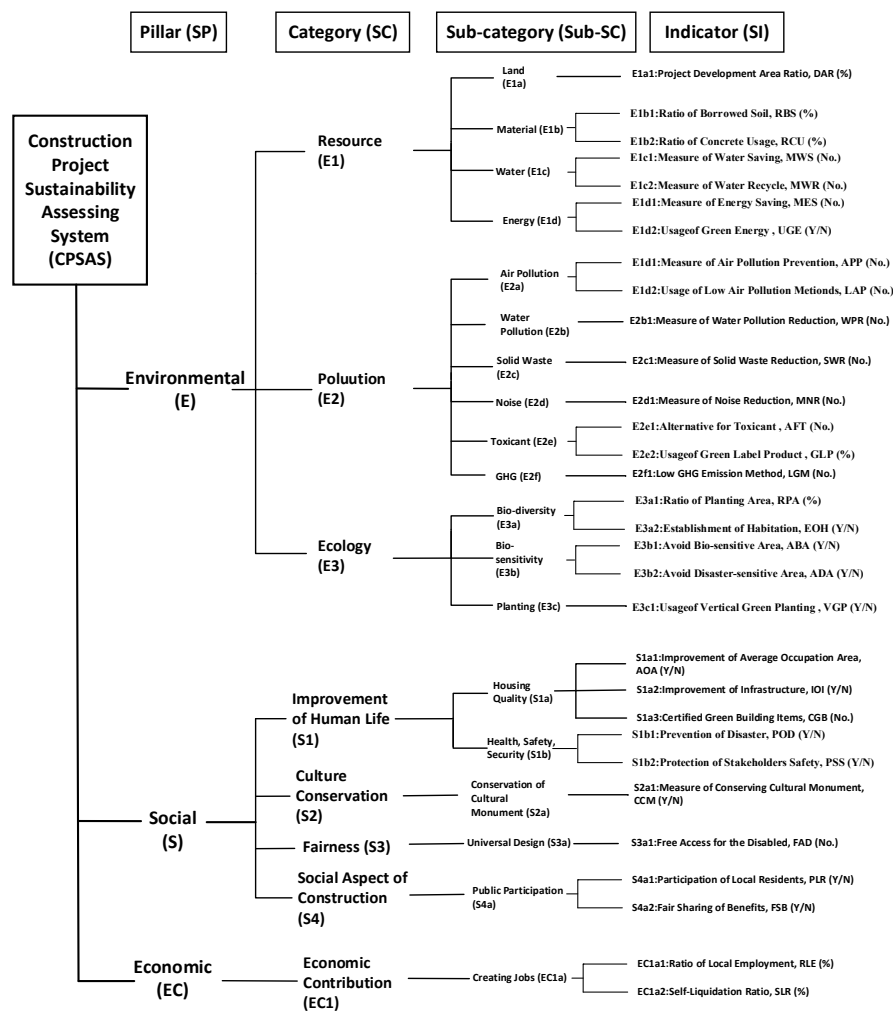 Pillar (SP)
Category (SC)
Sub-category (Sub-SC)
Indicator (SI)
Construction
Project
Sustainability
Assessing
System
(CPSAS)
Environmental
(E)
Resource
(E1)
Land
(E1a)
E1a1:Project Development Area Ratio, DAR (%)
Material (E1b)
E1b1:Ratio of Borrowed Soil, RBS (%)
E1b2:Ratio of Concrete Usage, RCU (%)
Water (E1c)
E1c1:Measure of Water Saving, MWS (No.)
E1c2:Measure of Water Recycle, MWR (No.)
Energy (E1d)
E1d1:Measure of Energy Saving, MES (No.)
E1d2:Usageof Green Energy , UGE (Y/N)
Poluution
(E2)
Air Pollution
(E2a)
E1d1:Measure of Air Pollution Prevention, APP (No.)
E1d2:Usage of Low Air Pollution Metionds, LAP (No.)
Water
Pollution (E2b)
E2b1:Measure of Water Pollution Reduction, WPR (No.)
Solid Waste
(E2c)
E2c1:Measure of Solid Waste Reduction, SWR (No.)
Noise (E2d)
E2d1:Measure of Noise Reduction, MNR (No.)
Toxicant (E2e)
E2e1:Alternative for Toxicant , AFT (No.)
E2e2:Usageof Green Label Product , GLP (%)
GHG (E2f)
E2f1:Low GHG Emission Method, LGM (No.)
Ecology
(E3)
Bio-diversity
(E3a)
E3a1:Ratio of Planting Area, RPA (%)
E3a2:Establishment of Habitation, EOH (Y/N)
Bio-
sensitivity
(E3b)
E3b1:Avoid Bio-sensitive Area, ABA (Y/N)
E3b2:Avoid Disaster-sensitive Area, ADA (Y/N)
Planting (E3c)
E3c1:Usageof Vertical Green Planting , VGP (Y/N)
Social
(S)
Improvement
of Human Life
(S1)
Housing
Quality (S1a)
S1a1:Improvement of Average Occupation Area,
AOA (Y/N)
S1a2:Improvement of Infrastructure, IOI (Y/N)
S1a3:Certified Green Building Items, CGB (No.)
Health, Safety,
Security (S1b)
S1b1:Prevention of Disaster, POD (Y/N)
S1b2:Protection of Stakeholders Safety, PSS (Y/N)
Culture
Conservation
(S2)
Conservation of
Cultural
Monument (S2a)
S2a1:Measure of Conserving Cultural Monument,
CCM (Y/N)
Fairness (S3)
Universal Design (S3a)
S3a1:Free Access for the Disabled, FAD (No.)
Social Aspect of
Construction
(S4)
Public Participation
(S4a)
S4a1:Participation of Local Residents, PLR (Y/N)
S4a2:Fair Sharing of Benefits, FSB (Y/N)
Economic
(EC)
Economic
Contribution
(EC1)
Creating Jobs (EC1a)
EC1a1:Ratio of Local Employment, RLE (%)
EC1a2:Self-Liquidation Ratio, SLR (%)